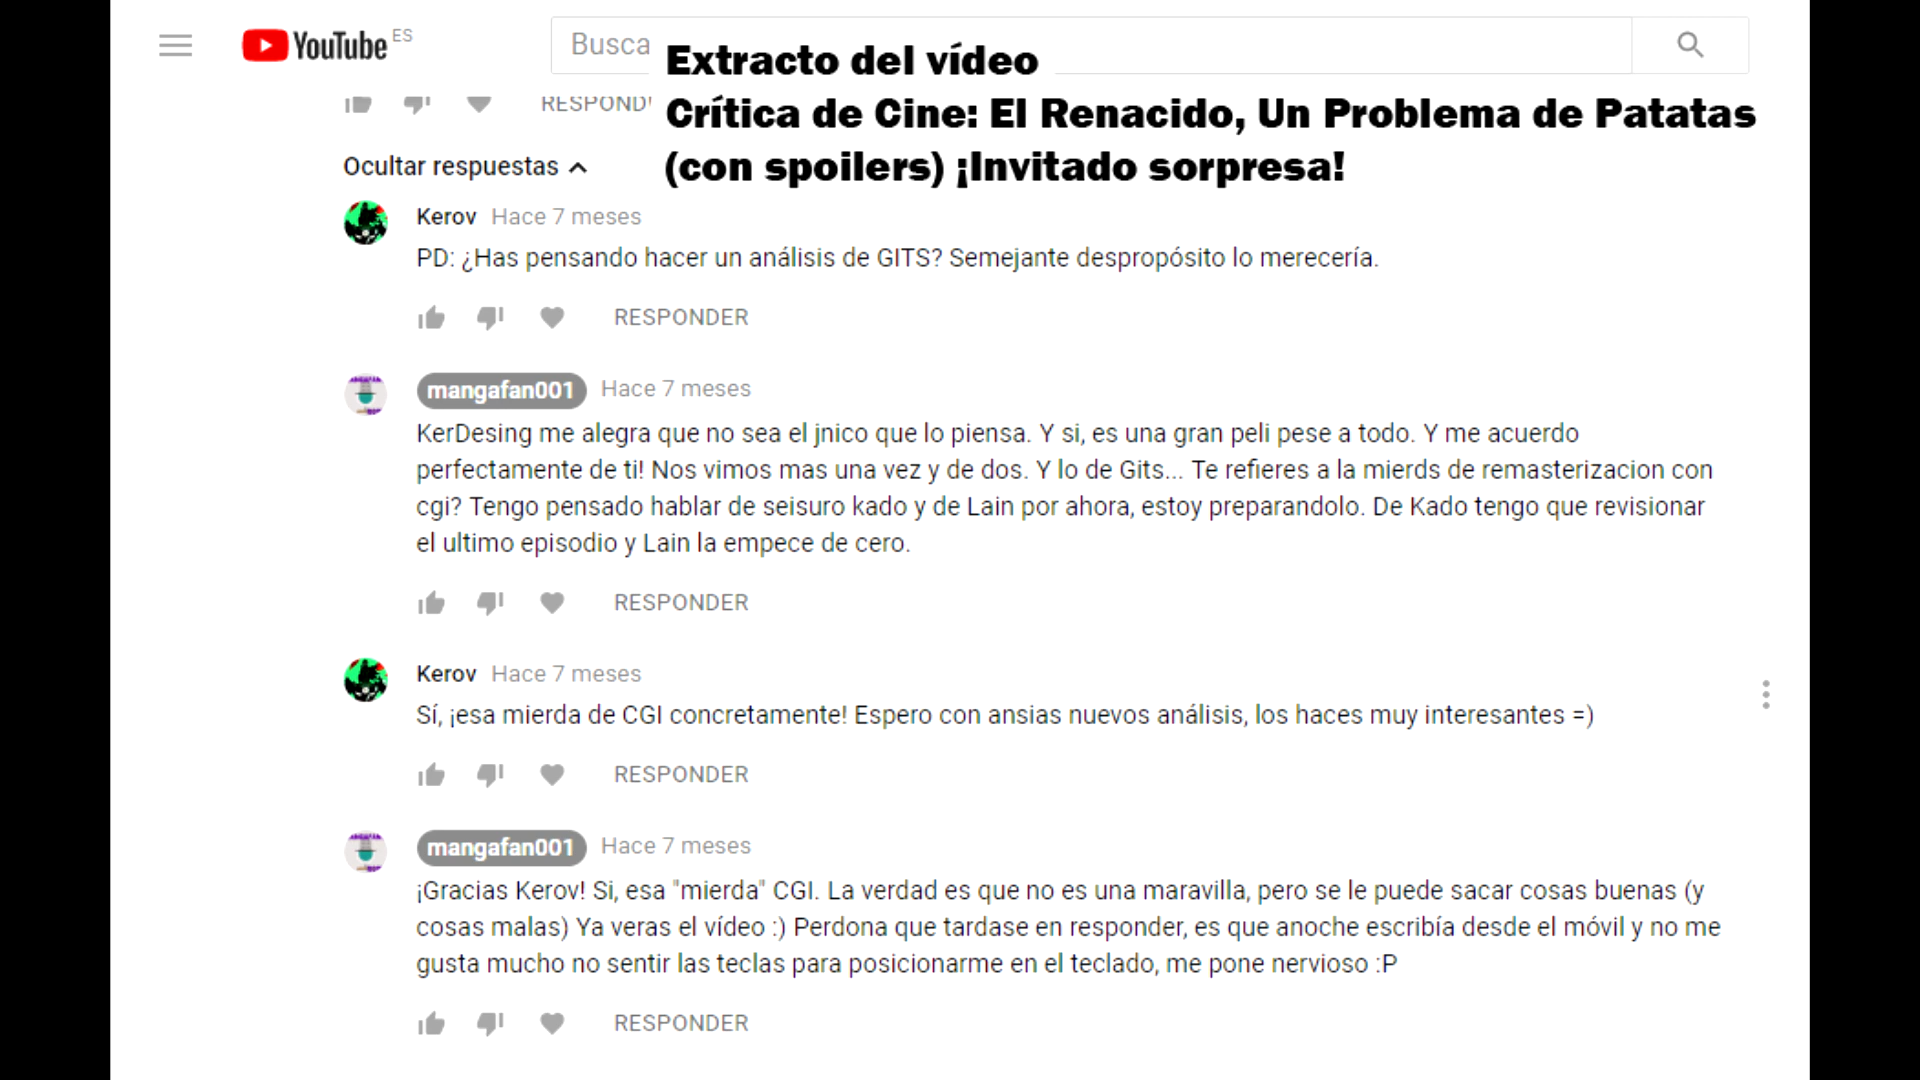 YouTube ES
Busca
Extracto del vídeo
Crítica de Cine: El Renacido, Un Problema de Patatas
(con spoilers) ¡Invitado sorpresa!
RESPOND
Ocultar respuestas
Kerov Hace 7 meses
PD: ¿Has pensando hacer un análisis de GITS? Semejante despropósito lo merecería.
RESPONDER
mangafan001 Hace 7 meses
KerDesing me alegra que no sea el jnico que lo piensa. Y si, es una gran peli pese a todo. Y me acuerdo
perfectamente de ti! Nos vimos mas una vez y de dos. Y lo de Gits... Te refieres a la mierds de remasterizacion con
cgi? Tengo pensado hablar de seisuro kado y de Lain por ahora, estoy preparandolo. De Kado tengo que revisionar
el ultimo episodio y Lain la empece de cero.
RESPONDER
Kerov Hace 7 meses
Sí, ¡esa mierda de CGI concretamente! Espero con ansias nuevos análisis, los haces muy interesantes =)
RESPONDER
mangafan001 Hace 7 meses
¡Gracias Kerov! Si, esa "mierda" CGI. La verdad es que no es una maravilla, pero se le puede sacar cosas buenas (y
cosas malas) Ya veras el vídeo :) Perdona que tardase en responder, es que anoche escribía desde el móvil y no me
gusta mucho no sentir las teclas para posicionarme en el teclado, me pone nervioso :P
RESPONDER